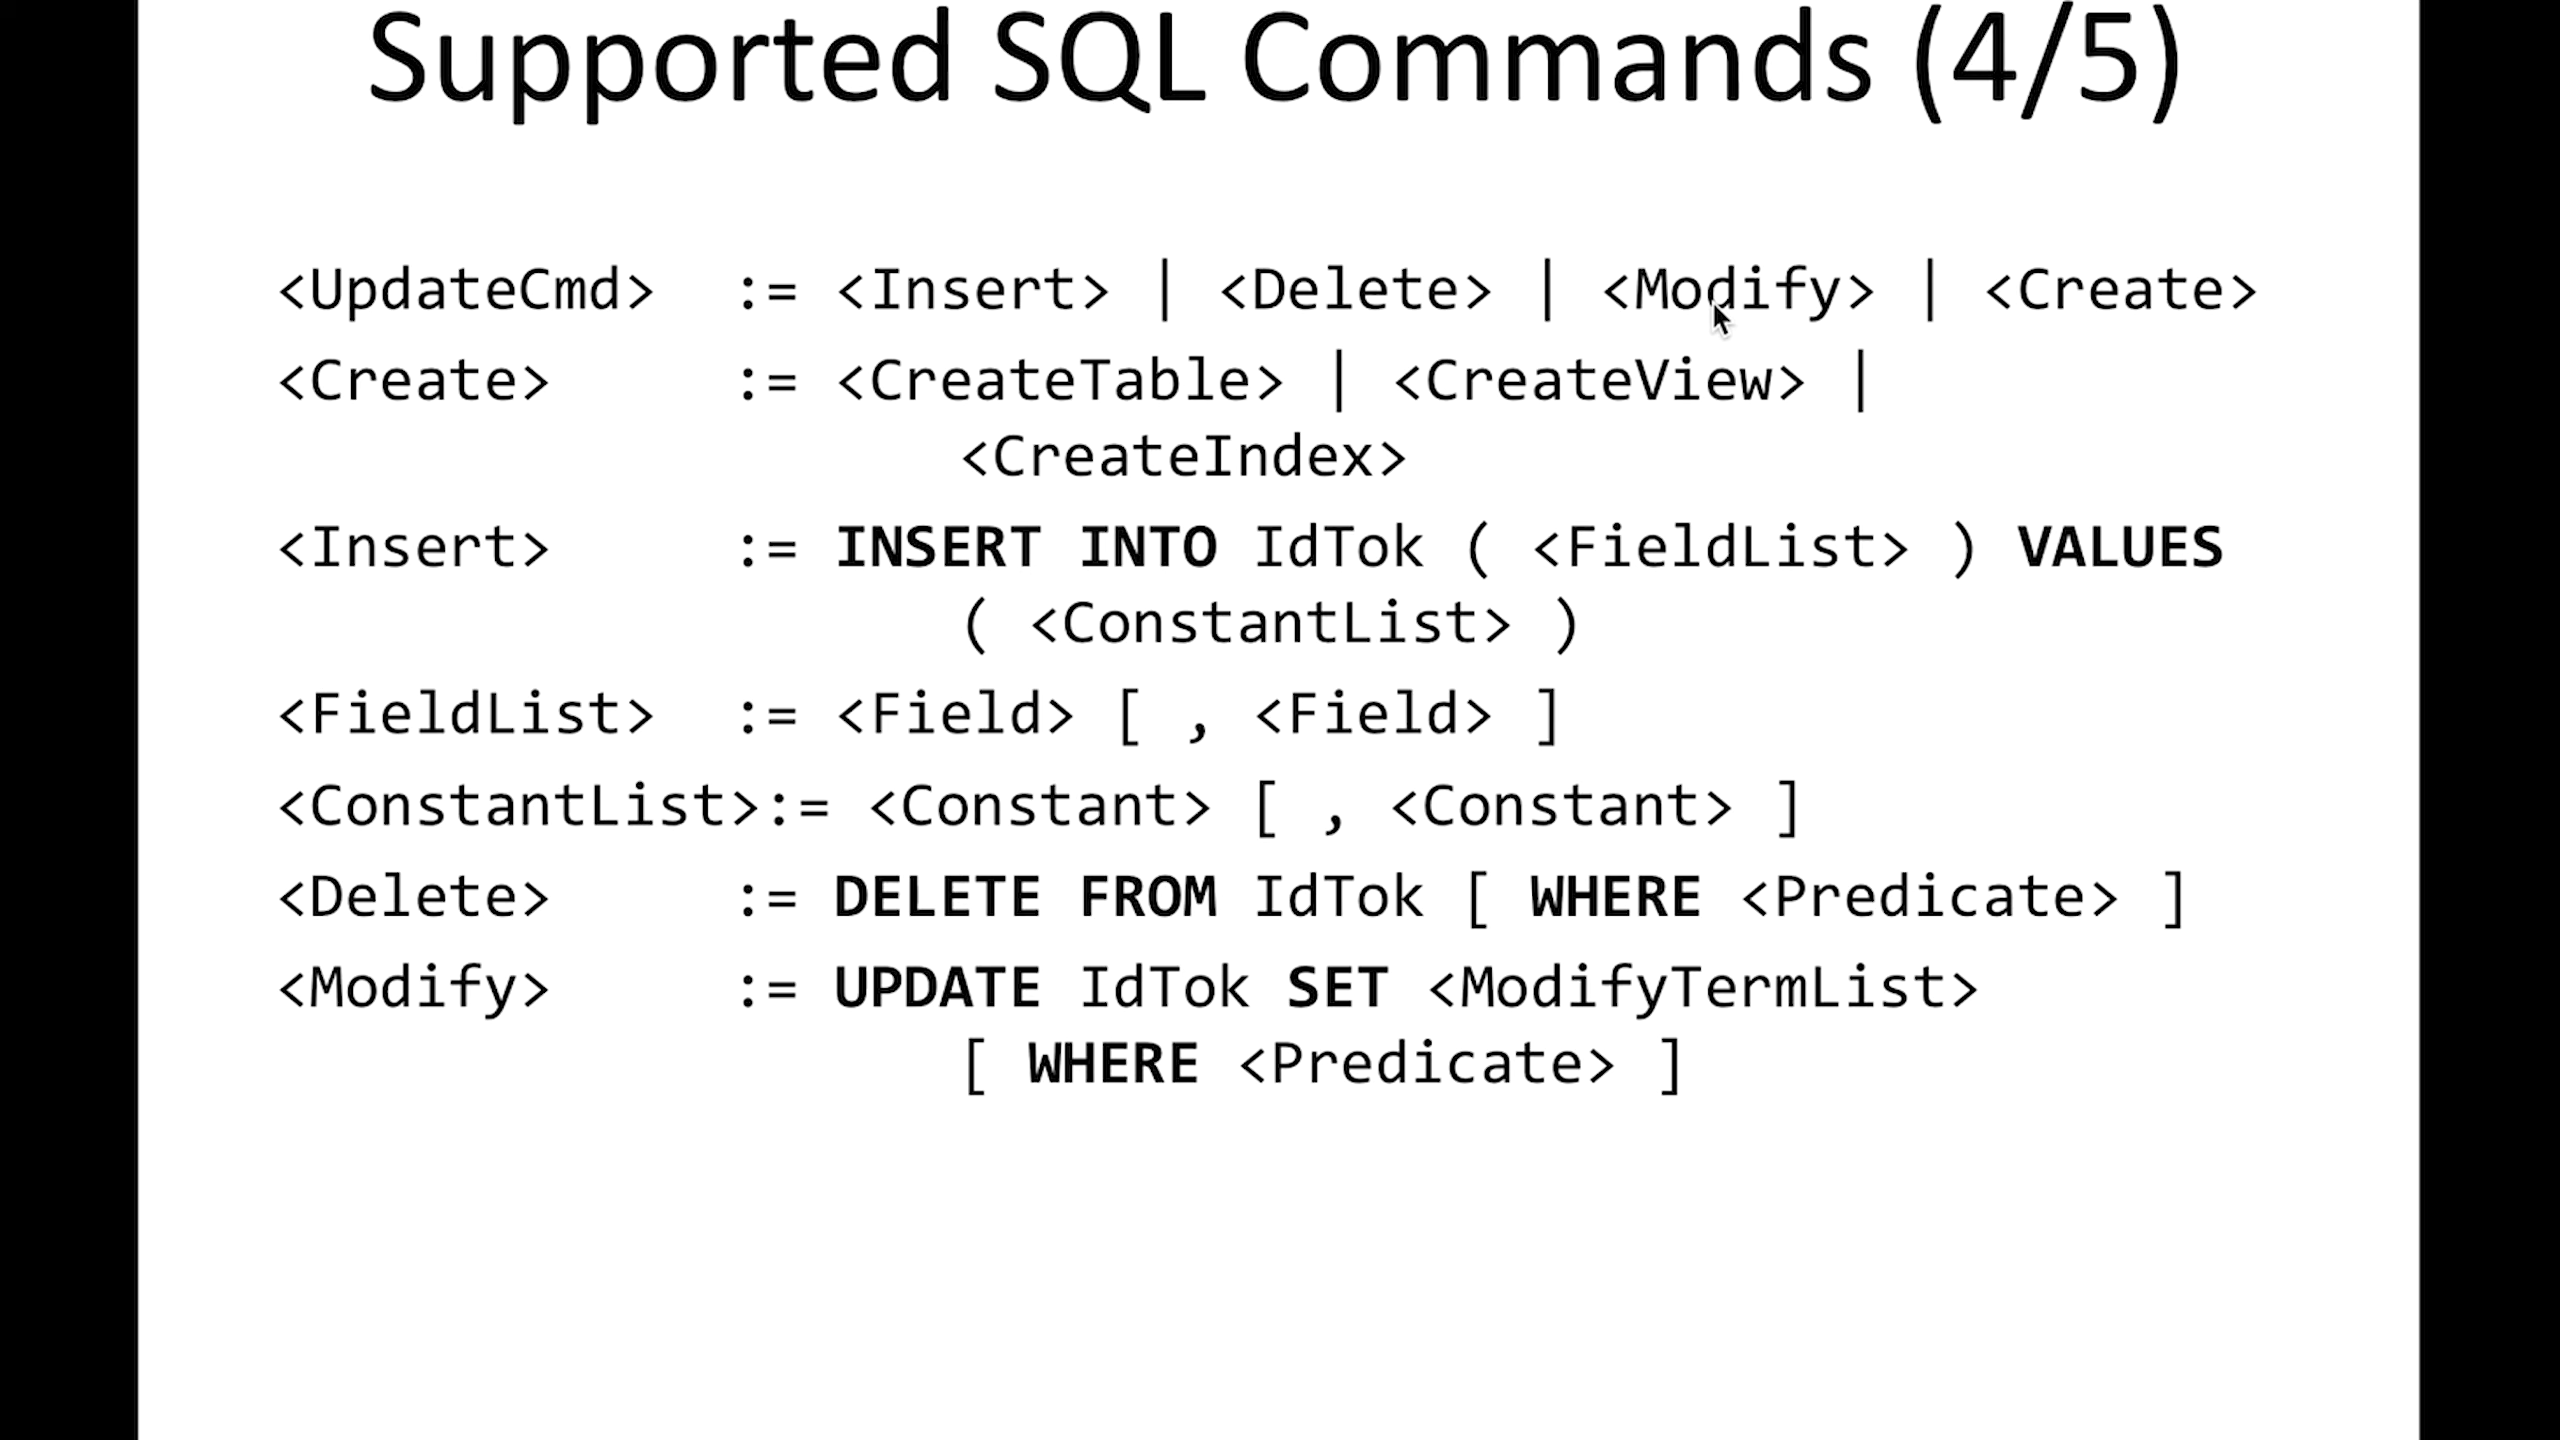 Supported SQL Commands (4/5)
<UpdateCmd> := <Insert> | <Delete> | <Modify> | <Create>
<Create> := <CreateTable> | <CreateView> |
<CreateIndex>
<Insert> := INSERT INTO IdTok ( <FieldList> ) VALUES
( <ConstantList> )
<FieldList> := <Field> [ , <Field> ]
<ConstantList>:= <Constant> [ , <Constant> ]
<Delete> := DELETE FROM IdTok [ WHERE <Predicate> ]
<Modify> := UPDATE IdTok SET <ModifyTermList>
[ WHERE <Predicate> ]